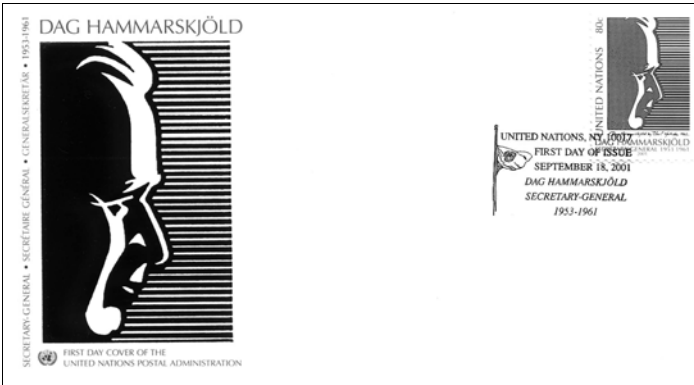 DAG HAMMARSKJÖLD
SECRETARY-GENERAL • SECRÉTAIRE GÉNÉRAL • GENERALSEKRETÄR • 1953-1961
FIRST DAY COVER OF THE
UNITED NATIONS POSTAL ADMINISTRATION
80c
UNITED NATIONS
DAG HAMMARSKJÖLD
SECRETARY-GENERAL 1953-1961
UNITED NATIONS, NY 10017
FIRST DAY OF ISSUE
SEPTEMBER 18, 2001
DAG HAMMARSKJÖLD
SECRETARY-GENERAL
1953-1961